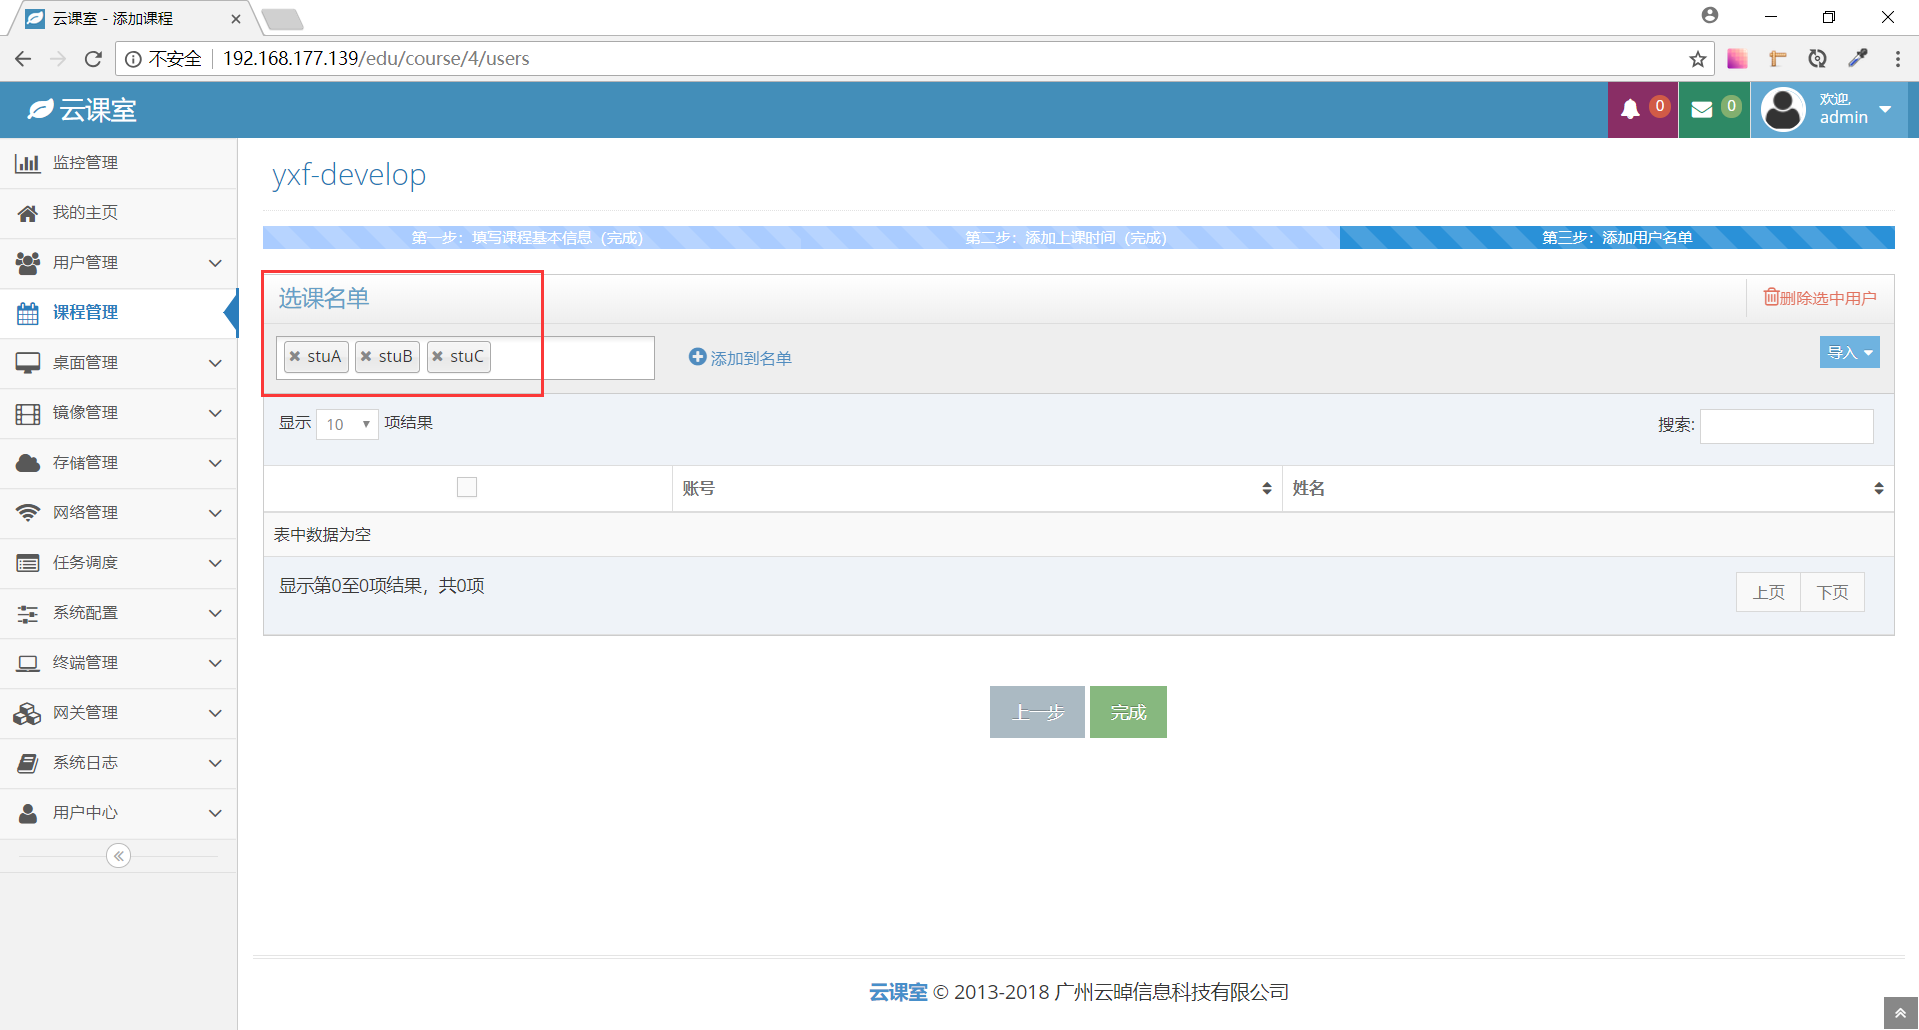 云课室 - 添加课程
不安全 192.168.177.139/edu/course/4/users
云课室
0
0
欢迎,
admin
监控管理
我的主页
用户管理
课程管理
桌面管理
镜像管理
存储管理
网络管理
任务调度
系统配置
终端管理
网关管理
系统日志
用户中心
yxf-develop
第一步：填写课程基本信息（完成）
第二步：添加上课时间（完成）
第三步：添加用户名单
选课名单
删除选中用户
stuA stuB stuC
添加到名单
导入
显示 10 项结果
搜索:
账号 姓名
表中数据为空
显示第0至0项结果，共0项
上页 下页
上一步 完成
云课室 © 2013-2018 广州云晫信息科技有限公司